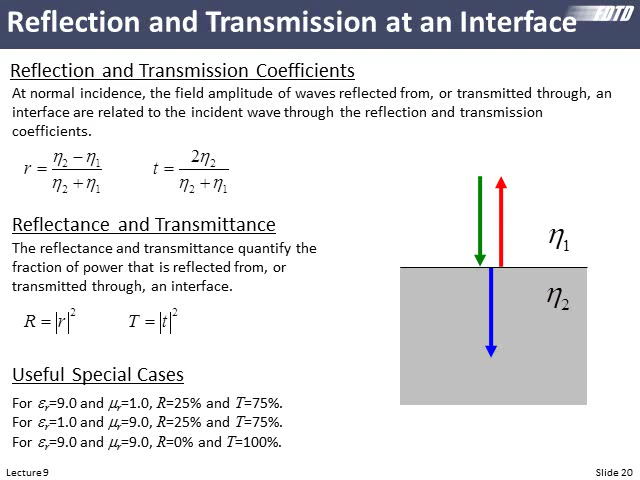 Reflection and Transmission at an Interface
FDTD
Reflection and Transmission Coefficients
At normal incidence, the field amplitude of waves reflected from, or transmitted through, an
interface are related to the incident wave through the reflection and transmission
coefficients.
r = (η₂ − η₁)/(η₂ + η₁)    t = 2η₂/(η₂ + η₁)
Reflectance and Transmittance
The reflectance and transmittance quantify the
fraction of power that is reflected from, or
transmitted through, an interface.
R = |r|²    T = |t|²
η₁
η₂
Useful Special Cases
For εᵣ=9.0 and μᵣ=1.0, R=25% and T=75%.
For εᵣ=1.0 and μᵣ=9.0, R=25% and T=75%.
For εᵣ=9.0 and μᵣ=9.0, R=0% and T=100%.
Lecture 9
Slide 20